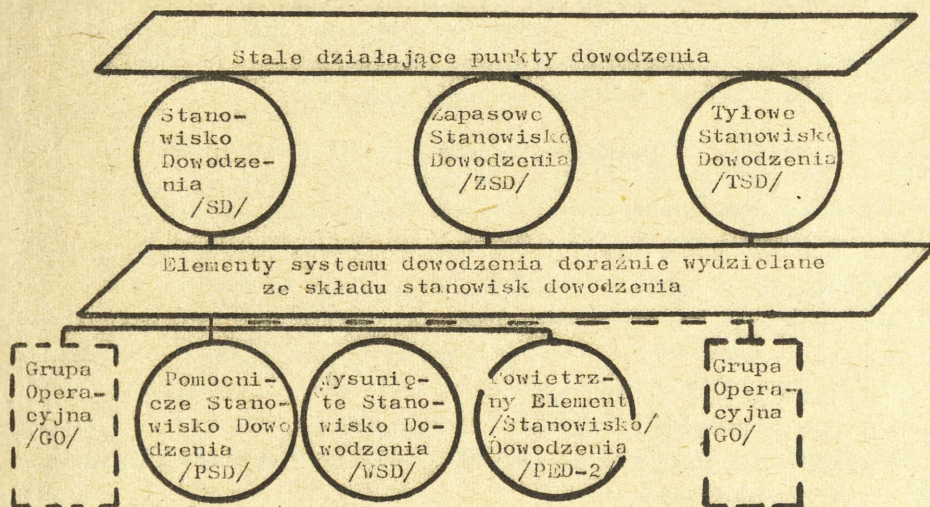 Stale działające punkty dowodzenia
Stano-
wisko
Dowodze-
nia
/SD/
Zapasowe
Stanowisko
Dowodzenia
/ZSD/
Tyłowe
Stanowisko
Dowodzenia
/TSD/
Elementy systemu dowodzenia doraźnie wydzielane
ze składu stanowisk dowodzenia
Grupa
Opera-
cyjna
/GO/
Pomocni-
cze Stano-
wisko Dowo
dzenia
/PSD/
Wysunię-
te Stano-
wisko Do-
wodzenia
/WSD/
Powietrz-
ny Element
/Stanowisko/
Dowodzenia
/PED-2/
Grupa
Opera-
cyjna
/GO/